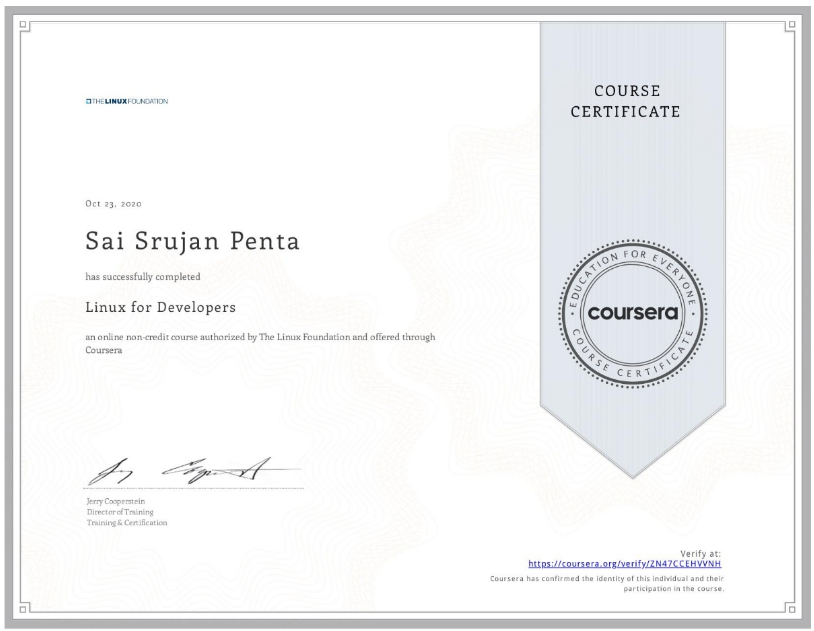 THE LINUX FOUNDATION
COURSE
CERTIFICATE
Oct 23, 2020
Sai Srujan Penta
has successfully completed
Linux for Developers
an online non-credit course authorized by The Linux Foundation and offered through
Coursera
EDUCATION FOR EVERYONE
coursera
COURSE CERTIFICATE
Jerry Cooperstein
Director of Training
Training & Certification
Verify at:
https://coursera.org/verify/ZN47CCEHVVNH
Coursera has confirmed the identity of this individual and their
participation in the course.